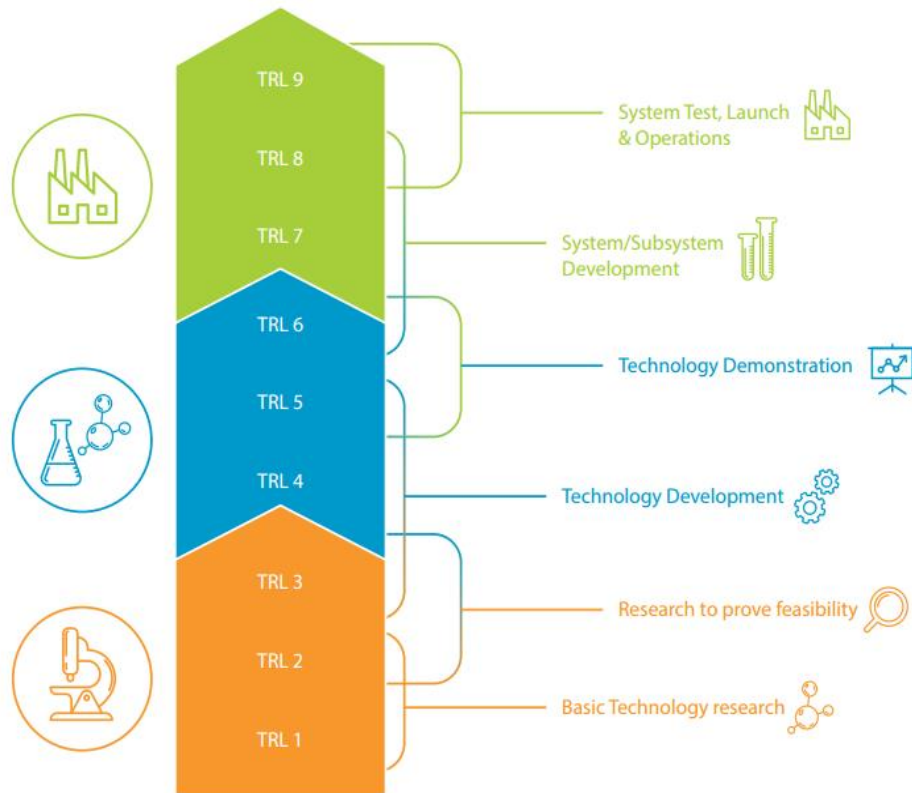 TRL 9
TRL 8
TRL 7
TRL 6
TRL 5
TRL 4
TRL 3
TRL 2
TRL 1
System Test, Launch
& Operations
System/Subsystem
Development
Technology Demonstration
Technology Development
Research to prove feasibility
Basic Technology research